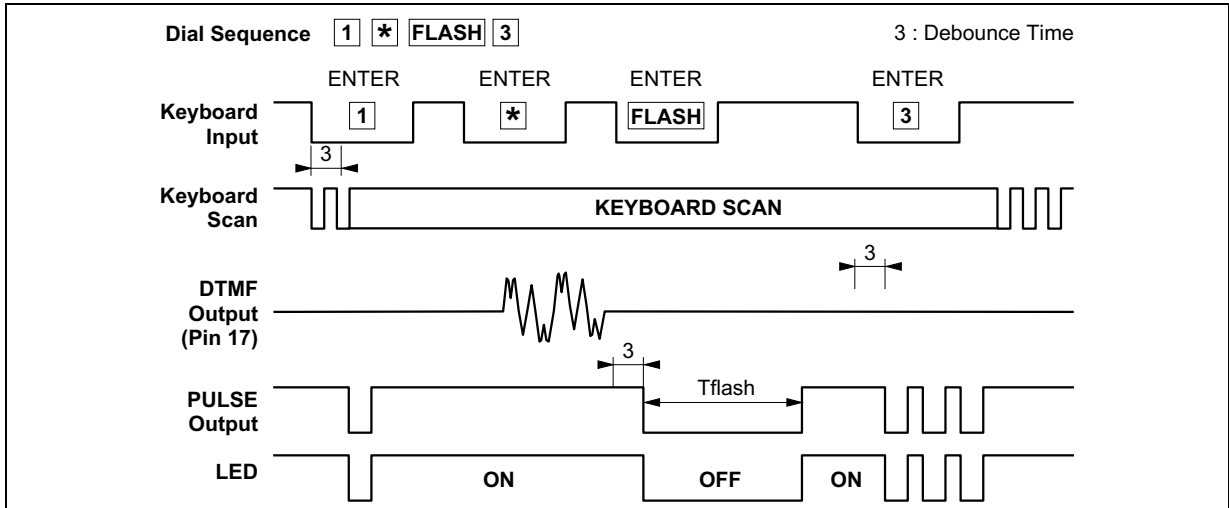 Dial Sequence 1 * FLASH 3
3 : Debounce Time
ENTER ENTER ENTER ENTER
Keyboard
Input
1 * FLASH 3
3
Keyboard
Scan
KEYBOARD SCAN
3
DTMF
Output
(Pin 17)
3
PULSE
Output
Tflash
LED
ON OFF ON